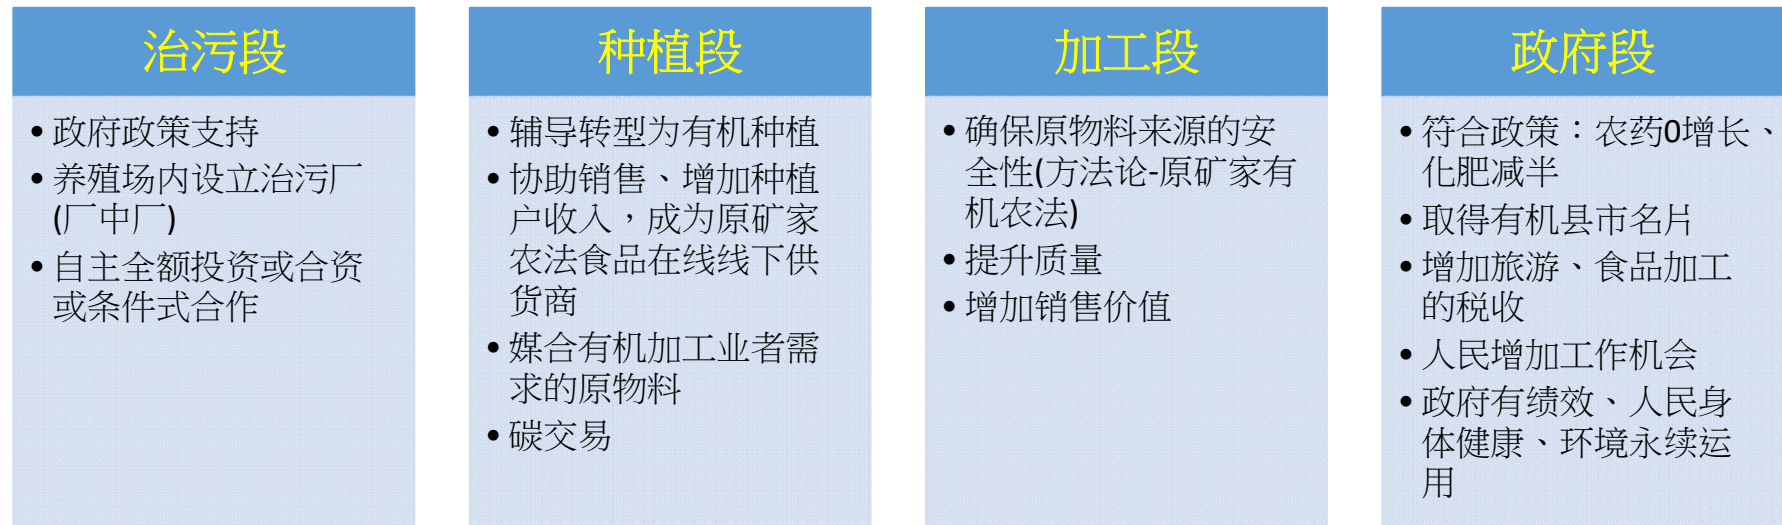 治污段
• 政府政策支持
• 养殖场内设立治污厂
(厂中厂)
• 自主全额投资或合资
或条件式合作
种植段
• 辅导转型为有机种植
• 协助销售、增加种植
户收入，成为原矿家
农法食品在线线下供
货商
• 媒合有机加工业者需
求的原物料
• 碳交易
加工段
• 确保原物料来源的安
全性(方法论-原矿家有
机农法)
• 提升质量
• 增加销售价值
政府段
• 符合政策：农药0增长、
化肥减半
• 取得有机县市名片
• 增加旅游、食品加工
的税收
• 人民增加工作机会
• 政府有绩效、人民身
体健康、环境永续运
用